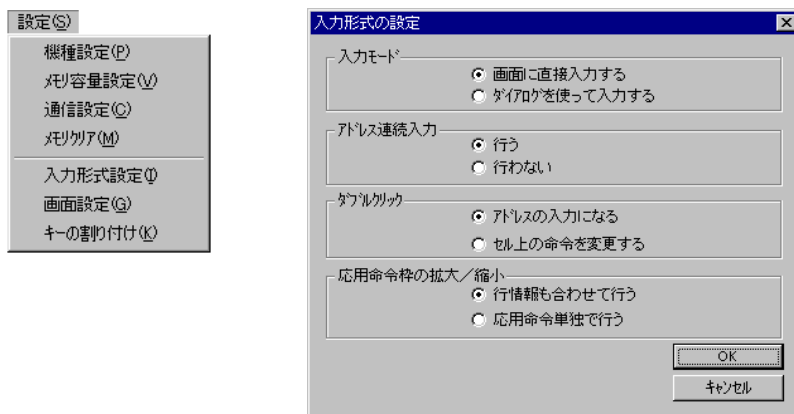 設定(S)
機種設定(P)
ﾒﾓﾘ容量設定(V)
通信設定(C)
ﾒﾓﾘｸﾘｱ(M)
入力形式設定(I)
画面設定(G)
キーの割り付け(K)
入力形式の設定
入力ﾓｰﾄﾞ
画面に直接入力する
ﾀﾞｲｱﾛｸﾞを使って入力する
ｱﾄﾞﾚｽ連続入力
行う
行わない
ﾀﾞﾌﾞﾙｸﾘｯｸ
ｱﾄﾞﾚｽの入力になる
ｾﾙ上の命令を変更する
応用命令枠の拡大／縮小
行情報も合わせて行う
応用命令単独で行う
OK
ｷｬﾝｾﾙ